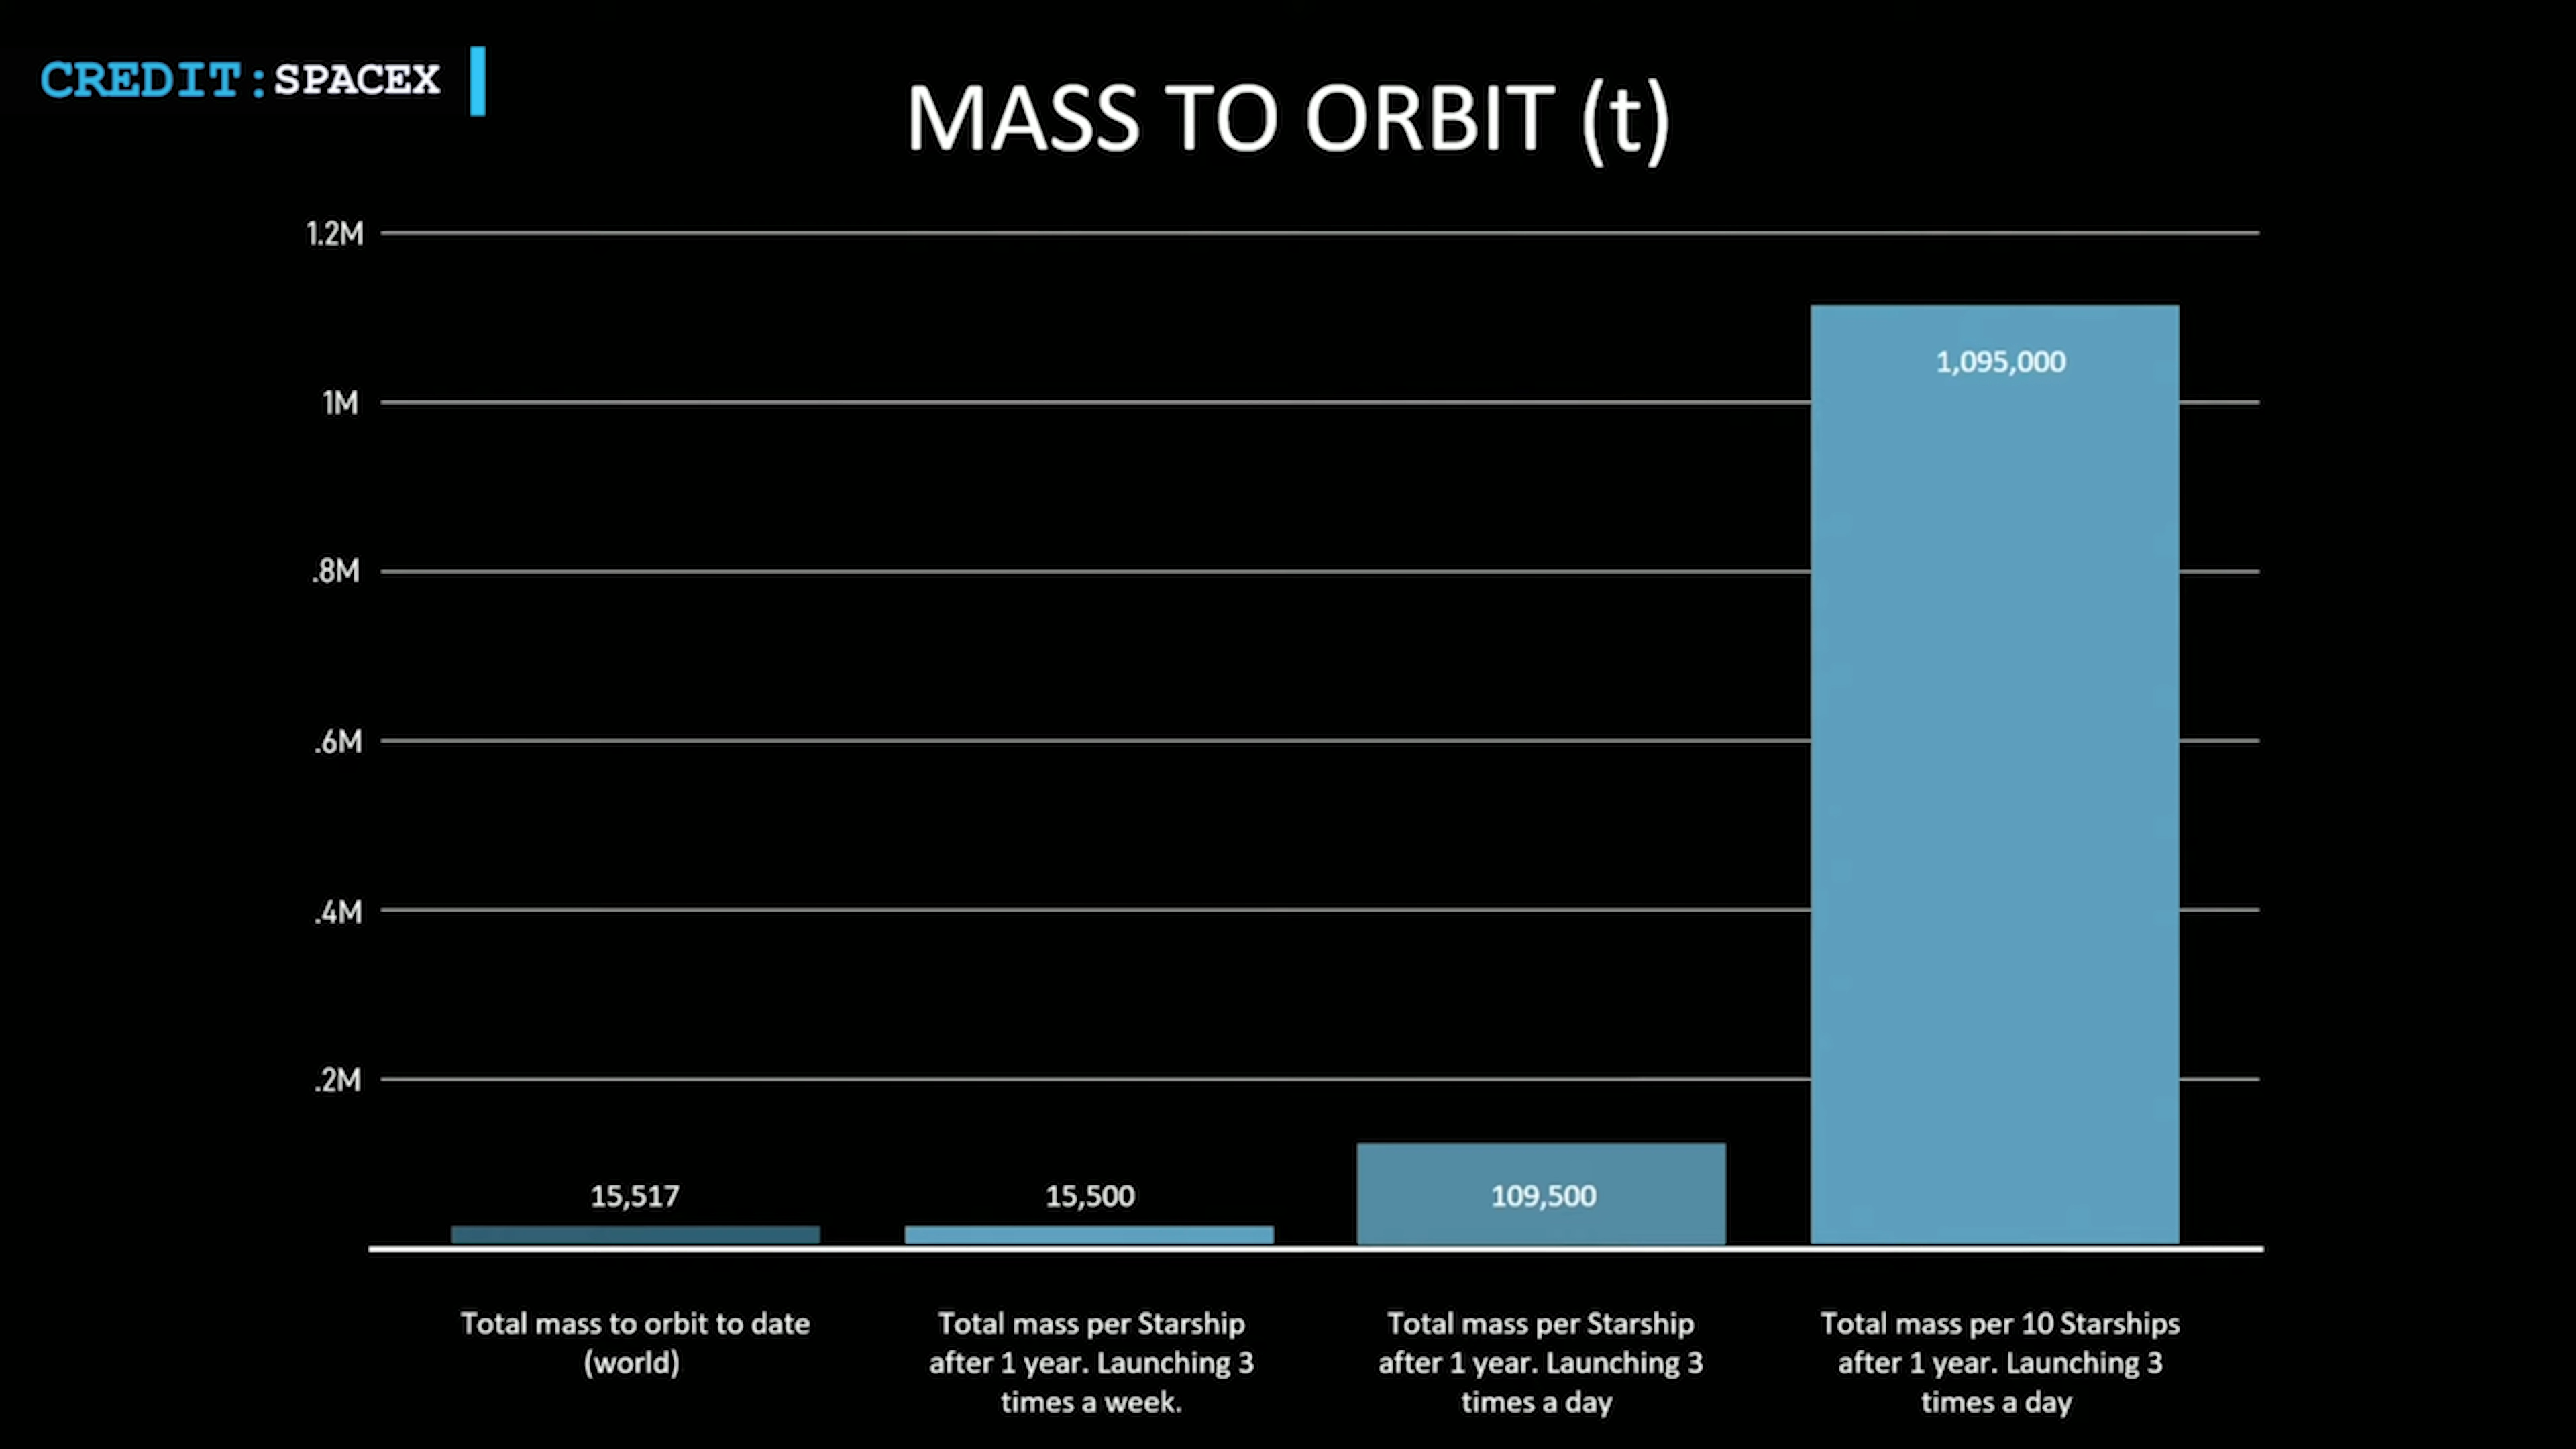 CREDIT:SPACEX
MASS TO ORBIT (t)
1.2M
1M
.8M
.6M
.4M
.2M
15,517
15,500
109,500
1,095,000
Total mass to orbit to date
(world)
Total mass per Starship
after 1 year. Launching 3
times a week.
Total mass per Starship
after 1 year. Launching 3
times a day
Total mass per 10 Starships
after 1 year. Launching 3
times a day